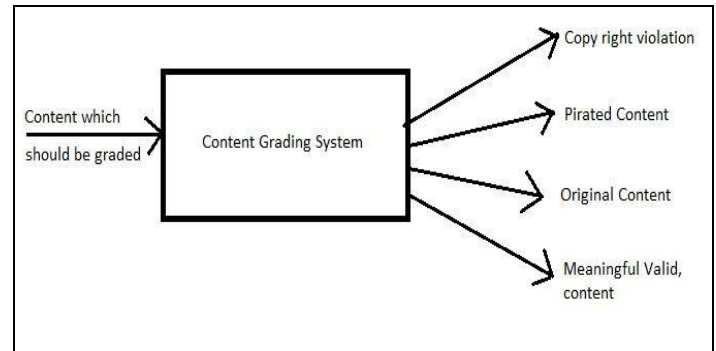 Copy right violation
Content which
should be graded
Content Grading System
Pirated Content
Original Content
Meaningful Valid,
content